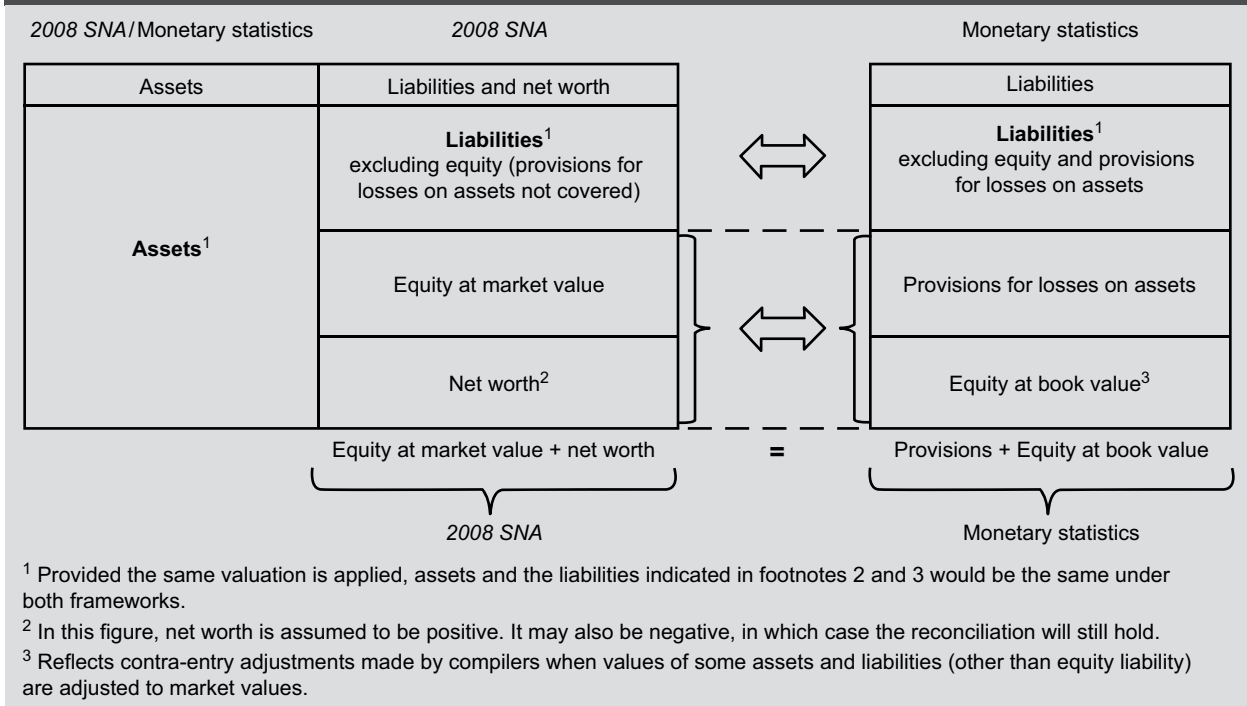 2008 SNA/Monetary statistics 2008 SNA Monetary statistics
Assets Liabilities and net worth Liabilities
Assets1
Liabilities1
excluding equity (provisions for
losses on assets not covered)
Equity at market value
Net worth2
Liabilities1
excluding equity and provisions
for losses on assets
Provisions for losses on assets
Equity at book value3
Equity at market value + net worth = Provisions + Equity at book value
2008 SNA Monetary statistics
1 Provided the same valuation is applied, assets and the liabilities indicated in footnotes 2 and 3 would be the same under
both frameworks.
2 In this figure, net worth is assumed to be positive. It may also be negative, in which case the reconciliation will still hold.
3 Reflects contra-entry adjustments made by compilers when values of some assets and liabilities (other than equity liability)
are adjusted to market values.